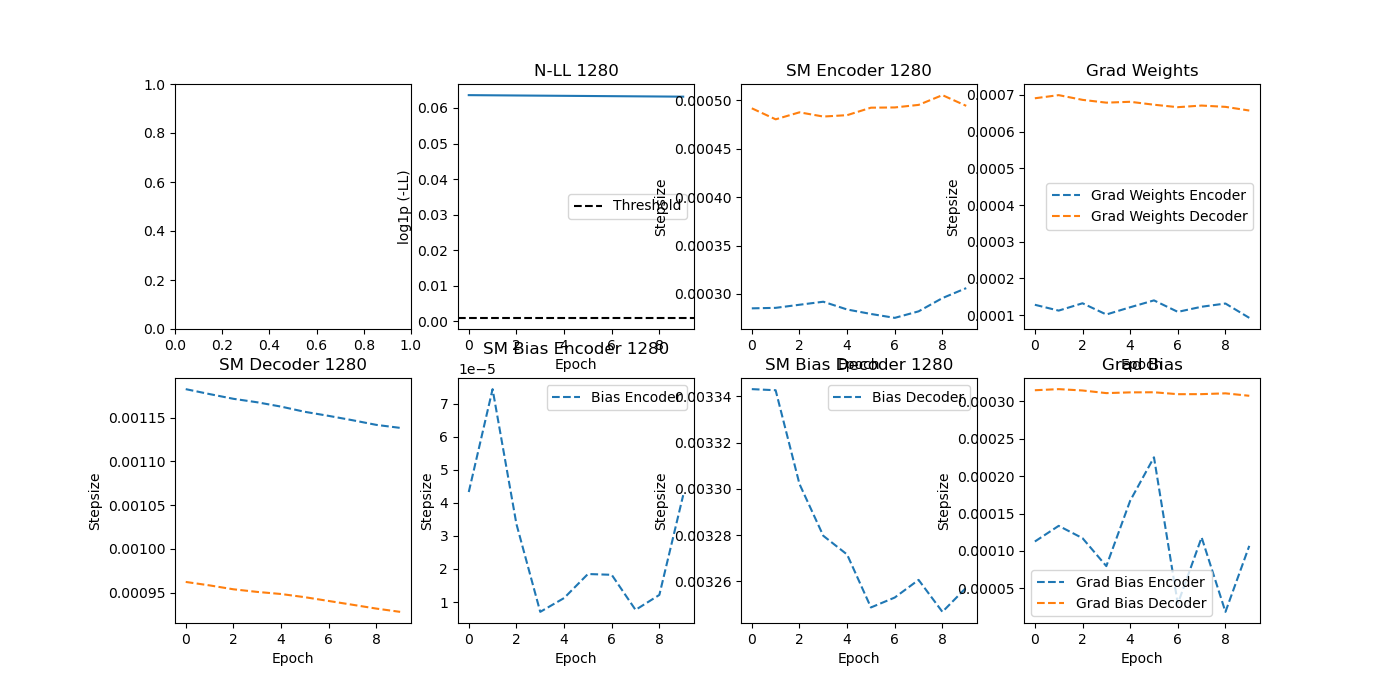 1.0
0.8
0.6
0.4
0.2
0.0
0.0 0.2 0.4 0.6 0.8 1.0
N-LL 1280
log1p (-LL)
0.06
0.05
0.04
0.03
0.02
0.01
0.00
Threshold
0 2 4 6 8
Epoch
SM Encoder 1280
Stepsize
0.00050
0.00045
0.00040
0.00035
0.00030
0 2 4 6 8
Epoch
Grad Weights
Stepsize
0.0007
0.0006
0.0005
0.0004
0.0003
0.0002
0.0001
Grad Weights Encoder
Grad Weights Decoder
0 2 4 6 8
Epoch
SM Decoder 1280
Stepsize
0.00115
0.00110
0.00105
0.00100
0.00095
0 2 4 6 8
Epoch
SM Bias Encoder 1280
1e−5
Stepsize
7
6
5
4
3
2
1
Bias Encoder
0 2 4 6 8
Epoch
SM Bias Decoder 1280
Stepsize
0.00334
0.00332
0.00330
0.00328
0.00326
Bias Decoder
0 2 4 6 8
Epoch
Grad Bias
Stepsize
0.00030
0.00025
0.00020
0.00015
0.00010
0.00005
Grad Bias Encoder
Grad Bias Decoder
0 2 4 6 8
Epoch